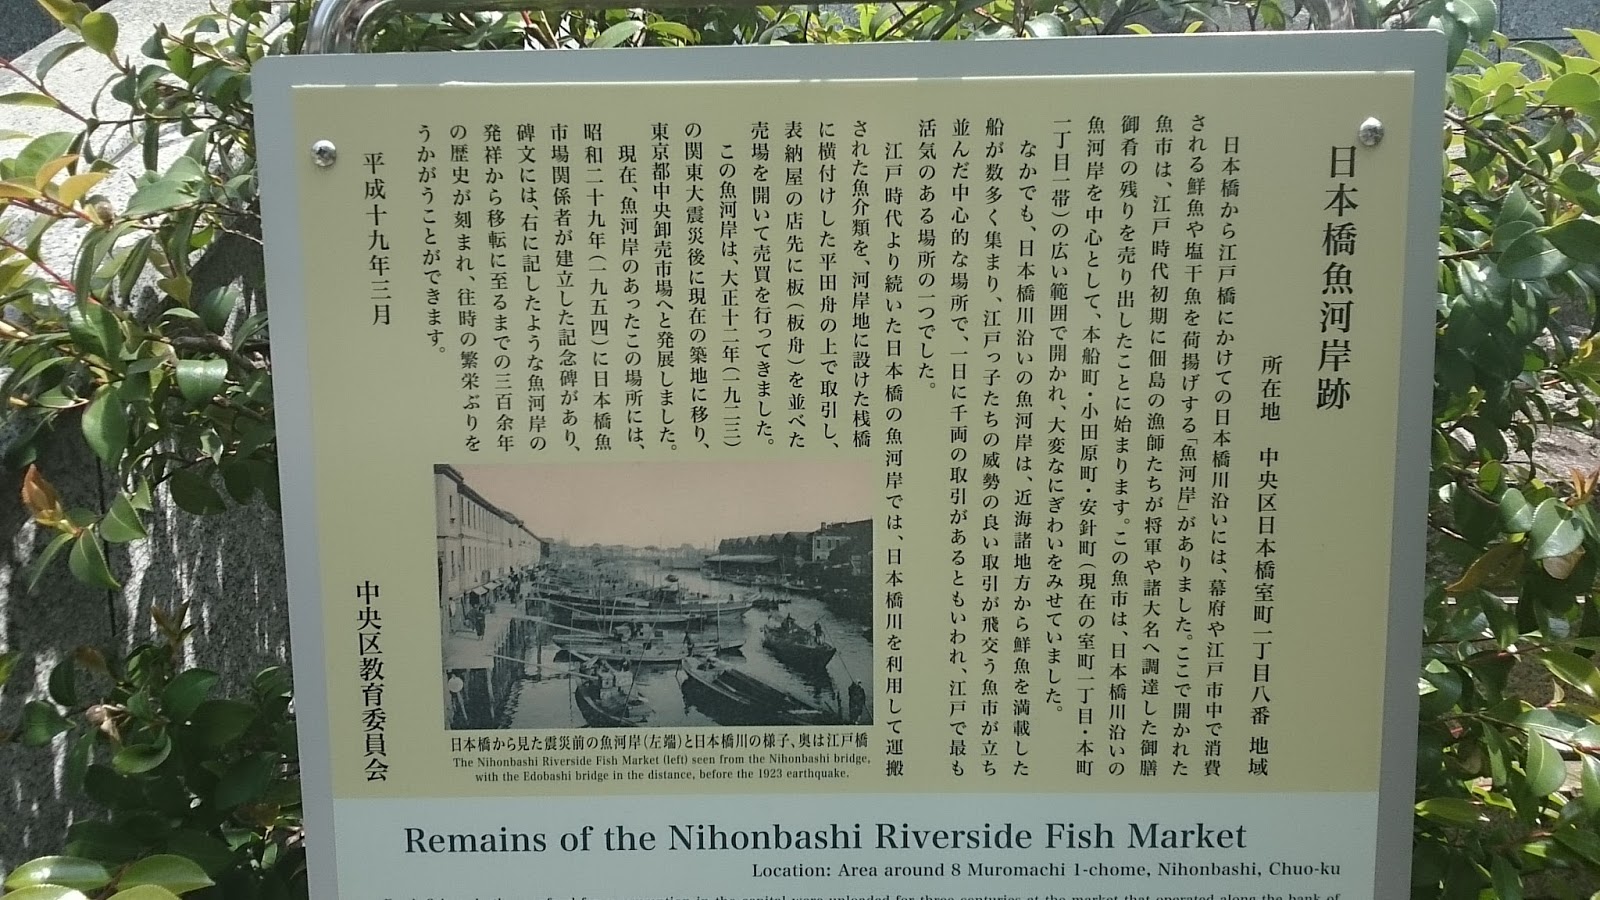 日本橋魚河岸跡
所在地　中央区日本橋室町一丁目八番 地域
日本橋から江戸橋にかけての日本橋川沿いには、幕府や江戸市中で消費
される鮮魚や塩干魚を荷揚げする「魚河岸」がありました。ここで開かれた
魚市は、江戸時代初期に佃島の漁師たちが将軍や諸大名へ調達した御膳
御肴の残りを売り出したことに始まります。この魚市は、日本橋川沿いの
魚河岸を中心として、本船町・小田原町・安針町（現在の室町一丁目・本町
一丁目一帯）の広い範囲で開かれ、大変なにぎわいをみせていました。
なかでも、日本橋川沿いの魚河岸は、近海諸地方から鮮魚を満載した
船が数多く集まり、江戸っ子たちの威勢の良い取引が飛交う魚市が立ち
並んだ中心的な場所で、一日に千両の取引があるともいわれ、江戸で最も
活気のある場所の一つでした。
江戸時代より続いた日本橋の魚河岸では、日本橋川を利用して運搬
された魚介類を、河岸地に設けた桟橋
に横付けした平田舟の上で取引し、
表納屋の店先に板（板舟）を並べた
売場を開いて売買を行ってきました。
この魚河岸は、大正十二年（一九二三）
の関東大震災後に現在の築地に移り、
東京都中央卸売市場へと発展しました。
現在、魚河岸のあったこの場所には、
昭和二十九年（一九五四）に日本橋魚
市場関係者が建立した記念碑があり、
碑文には、右に記したような魚河岸の
発祥から移転に至るまでの三百余年
の歴史が刻まれ、往時の繁栄ぶりを
うかがうことができます。
平成十九年三月
中央区教育委員会
日本橋から見た震災前の魚河岸（左端）と日本橋川の様子、奥は江戸橋
The Nihonbashi Riverside Fish Market (left) seen from the Nihonbashi bridge,
with the Edobashi bridge in the distance, before the 1923 earthquake.
Remains of the Nihonbashi Riverside Fish Market
Location: Area around 8 Muromachi 1-chome, Nihonbashi, Chuo-ku